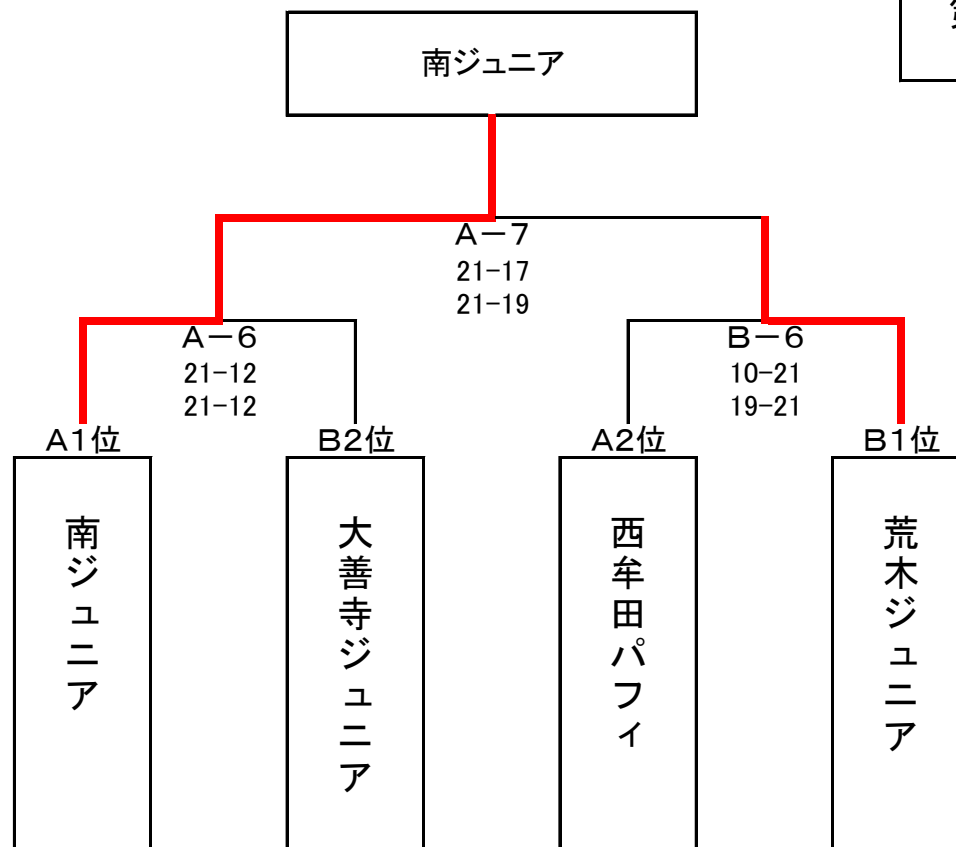 南ジュニア
A－7
21-17
21-19
A－6
21-12
21-12
B－6
10-21
19-21
A1位
B2位
A2位
B1位
南ジュニア
大善寺ジュニア
西牟田パフィ
荒木ジュニア